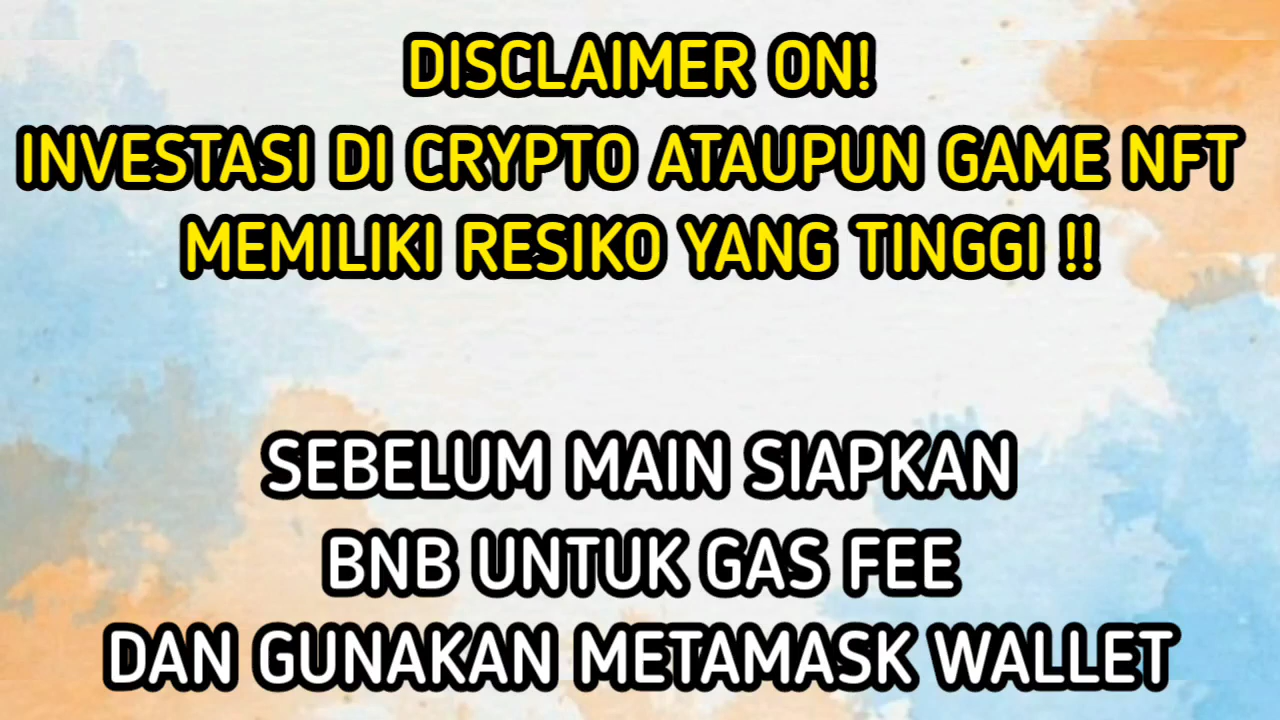 DISCLAIMER ON!
INVESTASI DI CRYPTO ATAUPUN GAME NFT
MEMILIKI RESIKO YANG TINGGI !!
SEBELUM MAIN SIAPKAN
BNB UNTUK GAS FEE
DAN GUNAKAN METAMASK WALLET